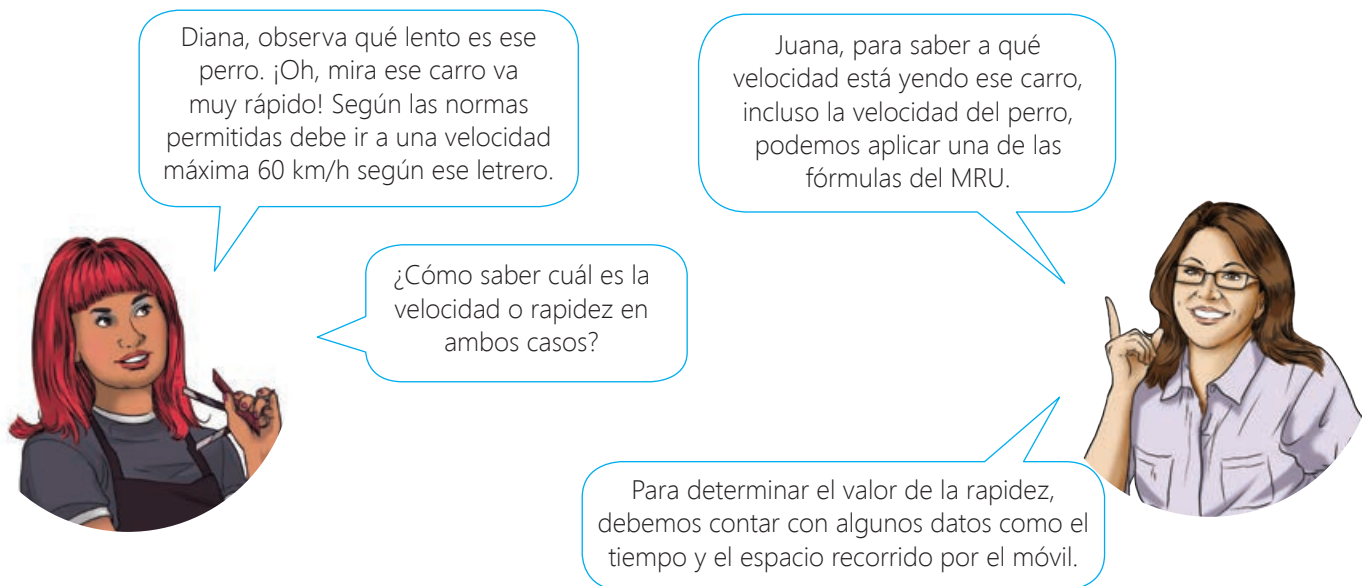 Diana, observa qué lento es ese
perro. ¡Oh, mira ese carro va
muy rápido! Según las normas
permitidas debe ir a una velocidad
máxima 60 km/h según ese letrero.
Juana, para saber a qué
velocidad está yendo ese carro,
incluso la velocidad del perro,
podemos aplicar una de las
fórmulas del MRU.
¿Cómo saber cuál es la
velocidad o rapidez en
ambos casos?
Para determinar el valor de la rapidez,
debemos contar con algunos datos como el
tiempo y el espacio recorrido por el móvil.